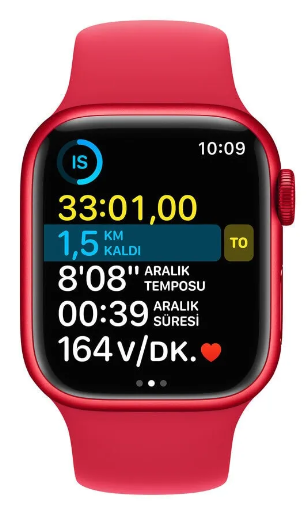 IS
10:09
33:01,00
1,5 KM KALDI
TO
8'08'' ARALIK TEMPOSU
00:39 ARALIK SÜRESİ
164 V/DK.